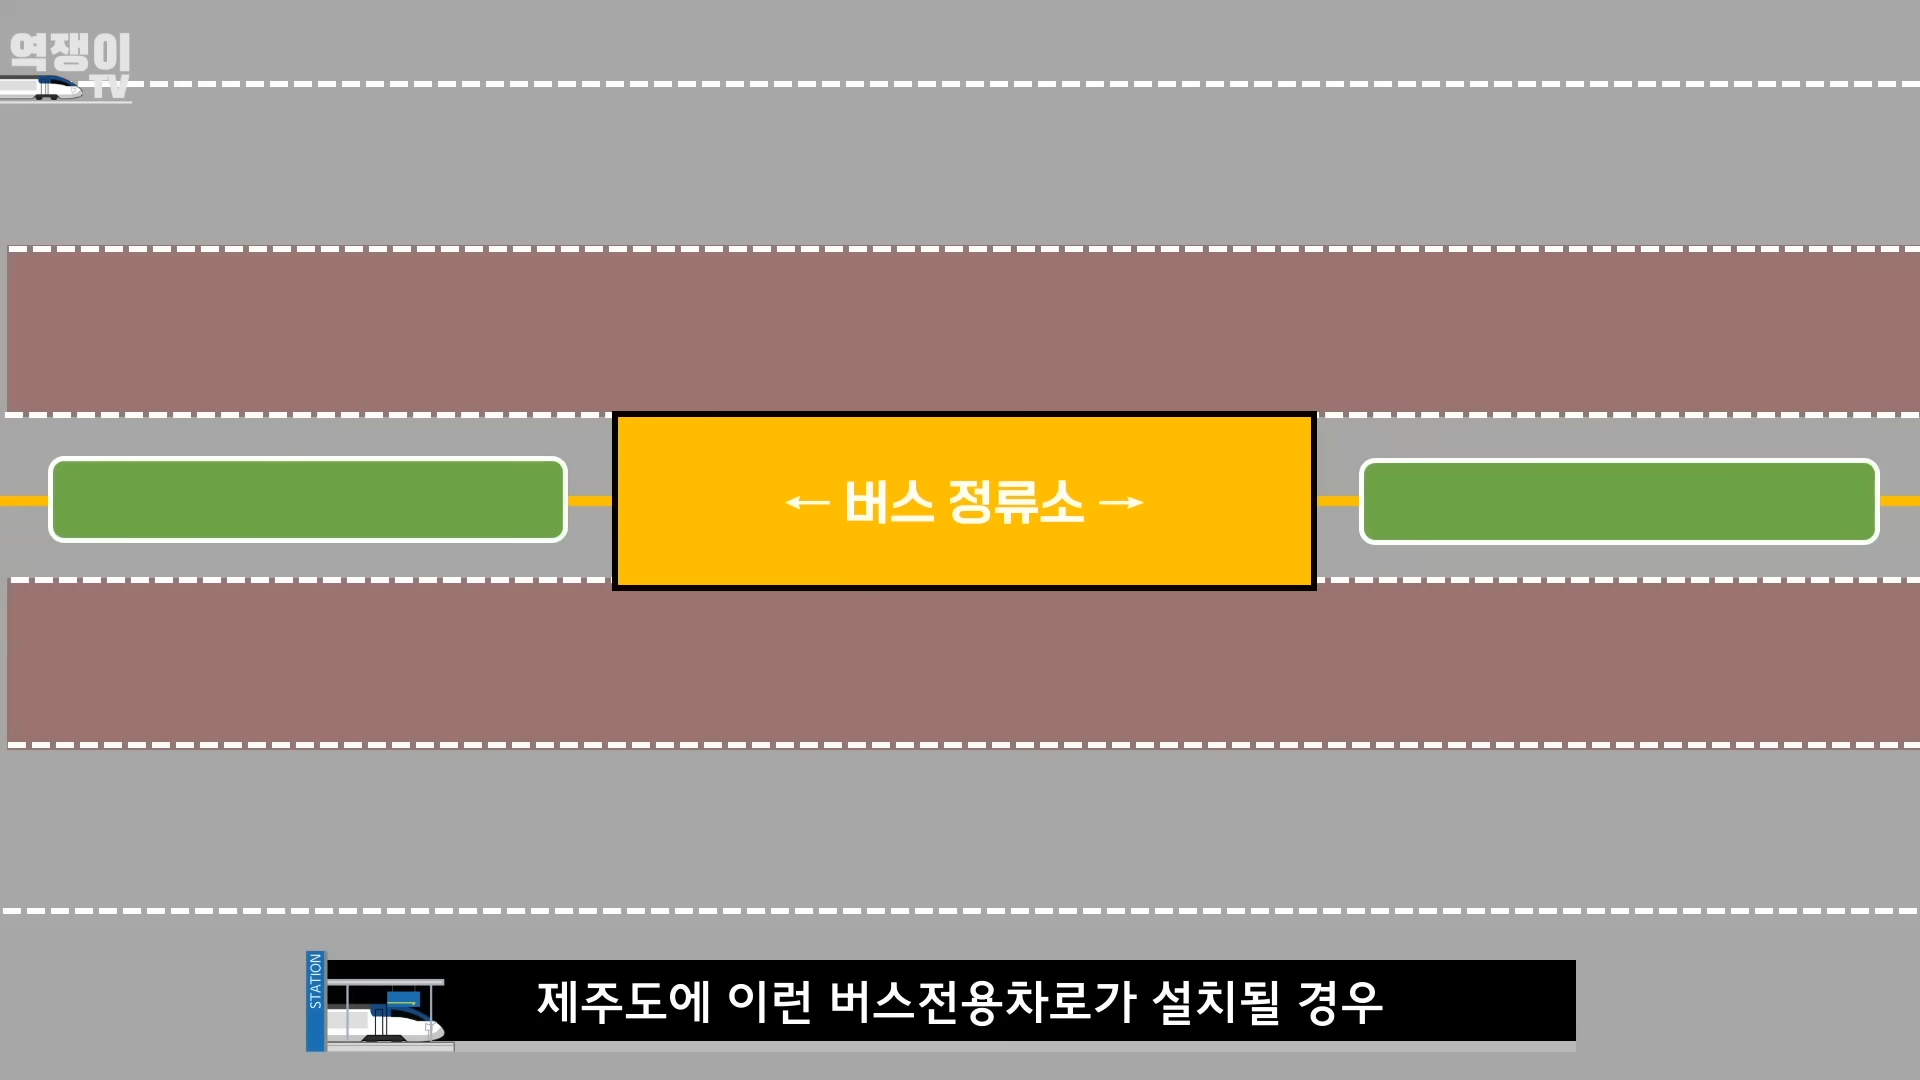 역쟁이
TV
← 버스 정류소 →
STATION
제주도에 이런 버스전용차로가 설치될 경우